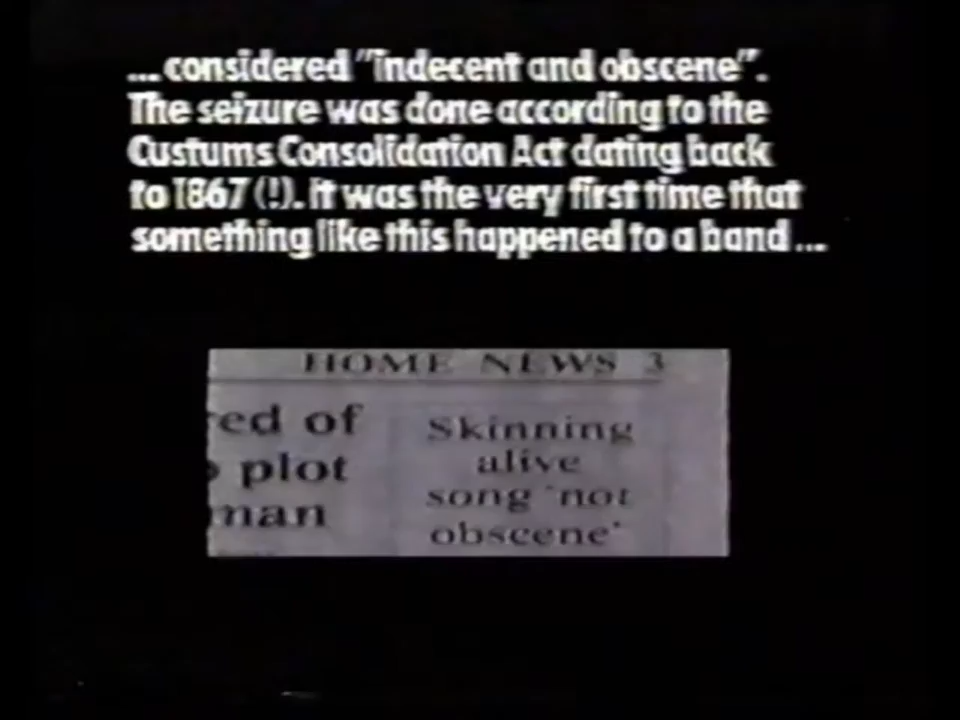 ... considered "indecent and obscene".
The seizure was done according to the
Custums Consolidation Act dating back
to 1867 (!). It was the very first time that
something like this happened to a band ...
HOME NEWS 3
red of
plot
man
Skinning
alive
song 'not
obscene'